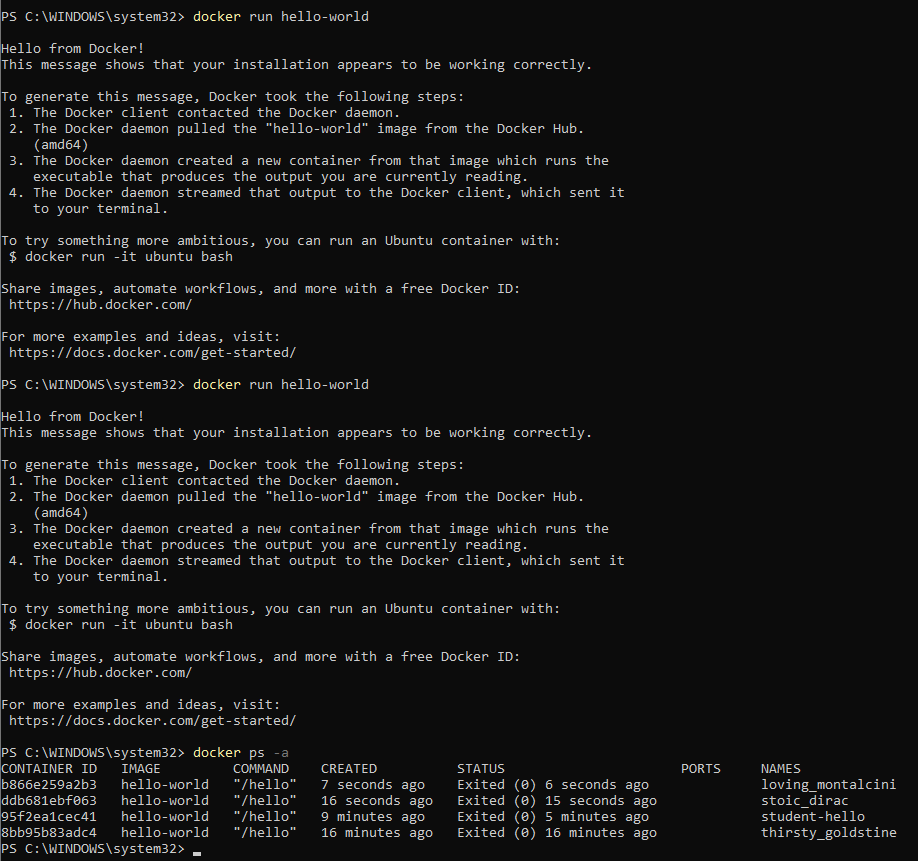 PS C:\WINDOWS\system32> docker run hello-world
Hello from Docker!
This message shows that your installation appears to be working correctly.
To generate this message, Docker took the following steps:
1. The Docker client contacted the Docker daemon.
2. The Docker daemon pulled the "hello-world" image from the Docker Hub.
(amd64)
3. The Docker daemon created a new container from that image which runs the
executable that produces the output you are currently reading.
4. The Docker daemon streamed that output to the Docker client, which sent it
to your terminal.
To try something more ambitious, you can run an Ubuntu container with:
$ docker run -it ubuntu bash
Share images, automate workflows, and more with a free Docker ID:
https://hub.docker.com/
For more examples and ideas, visit:
https://docs.docker.com/get-started/
PS C:\WINDOWS\system32> docker run hello-world
Hello from Docker!
This message shows that your installation appears to be working correctly.
To generate this message, Docker took the following steps:
1. The Docker client contacted the Docker daemon.
2. The Docker daemon pulled the "hello-world" image from the Docker Hub.
(amd64)
3. The Docker daemon created a new container from that image which runs the
executable that produces the output you are currently reading.
4. The Docker daemon streamed that output to the Docker client, which sent it
to your terminal.
To try something more ambitious, you can run an Ubuntu container with:
$ docker run -it ubuntu bash
Share images, automate workflows, and more with a free Docker ID:
https://hub.docker.com/
For more examples and ideas, visit:
https://docs.docker.com/get-started/
PS C:\WINDOWS\system32> docker ps -a
CONTAINER ID IMAGE COMMAND CREATED STATUS PORTS NAMES
b866e259a2b3 hello-world "/hello" 7 seconds ago Exited (0) 6 seconds ago loving_montalcini
ddb681ebf063 hello-world "/hello" 16 seconds ago Exited (0) 15 seconds ago stoic_dirac
95f2ea1cec41 hello-world "/hello" 9 minutes ago Exited (0) 5 minutes ago student-hello
8bb95b83adc4 hello-world "/hello" 16 minutes ago Exited (0) 16 minutes ago thirsty_goldstine
PS C:\WINDOWS\system32>